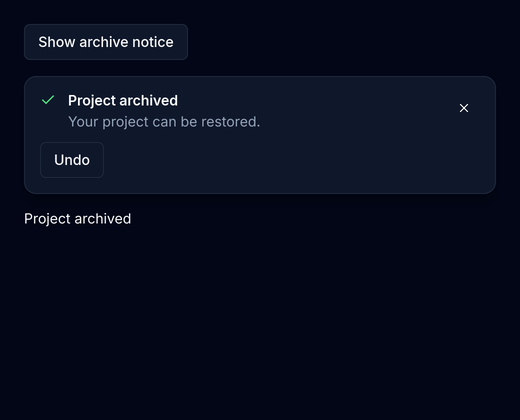 Show archive notice
Project archived
Your project can be restored.
Undo
Project archived